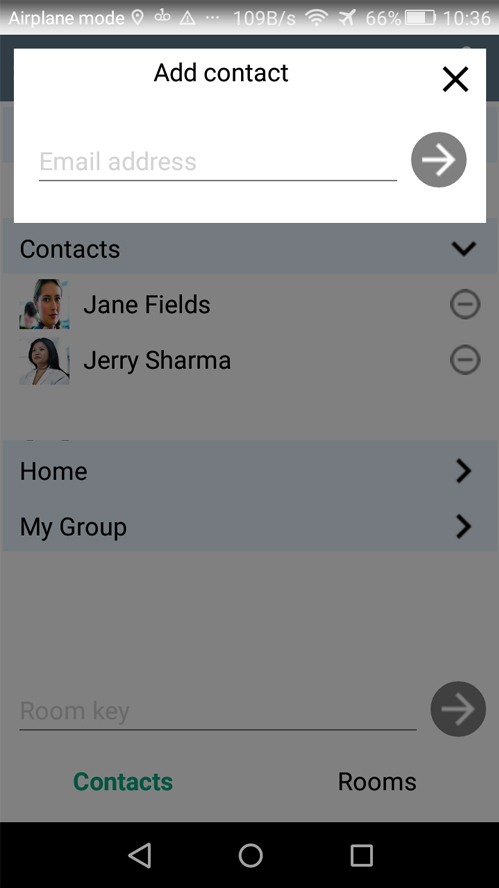 Airplane mode ... 109B/s 66% 10:36
Add contact
Email address
Contacts
Jane Fields
Jerry Sharma
Home
My Group
Room key
Contacts Rooms